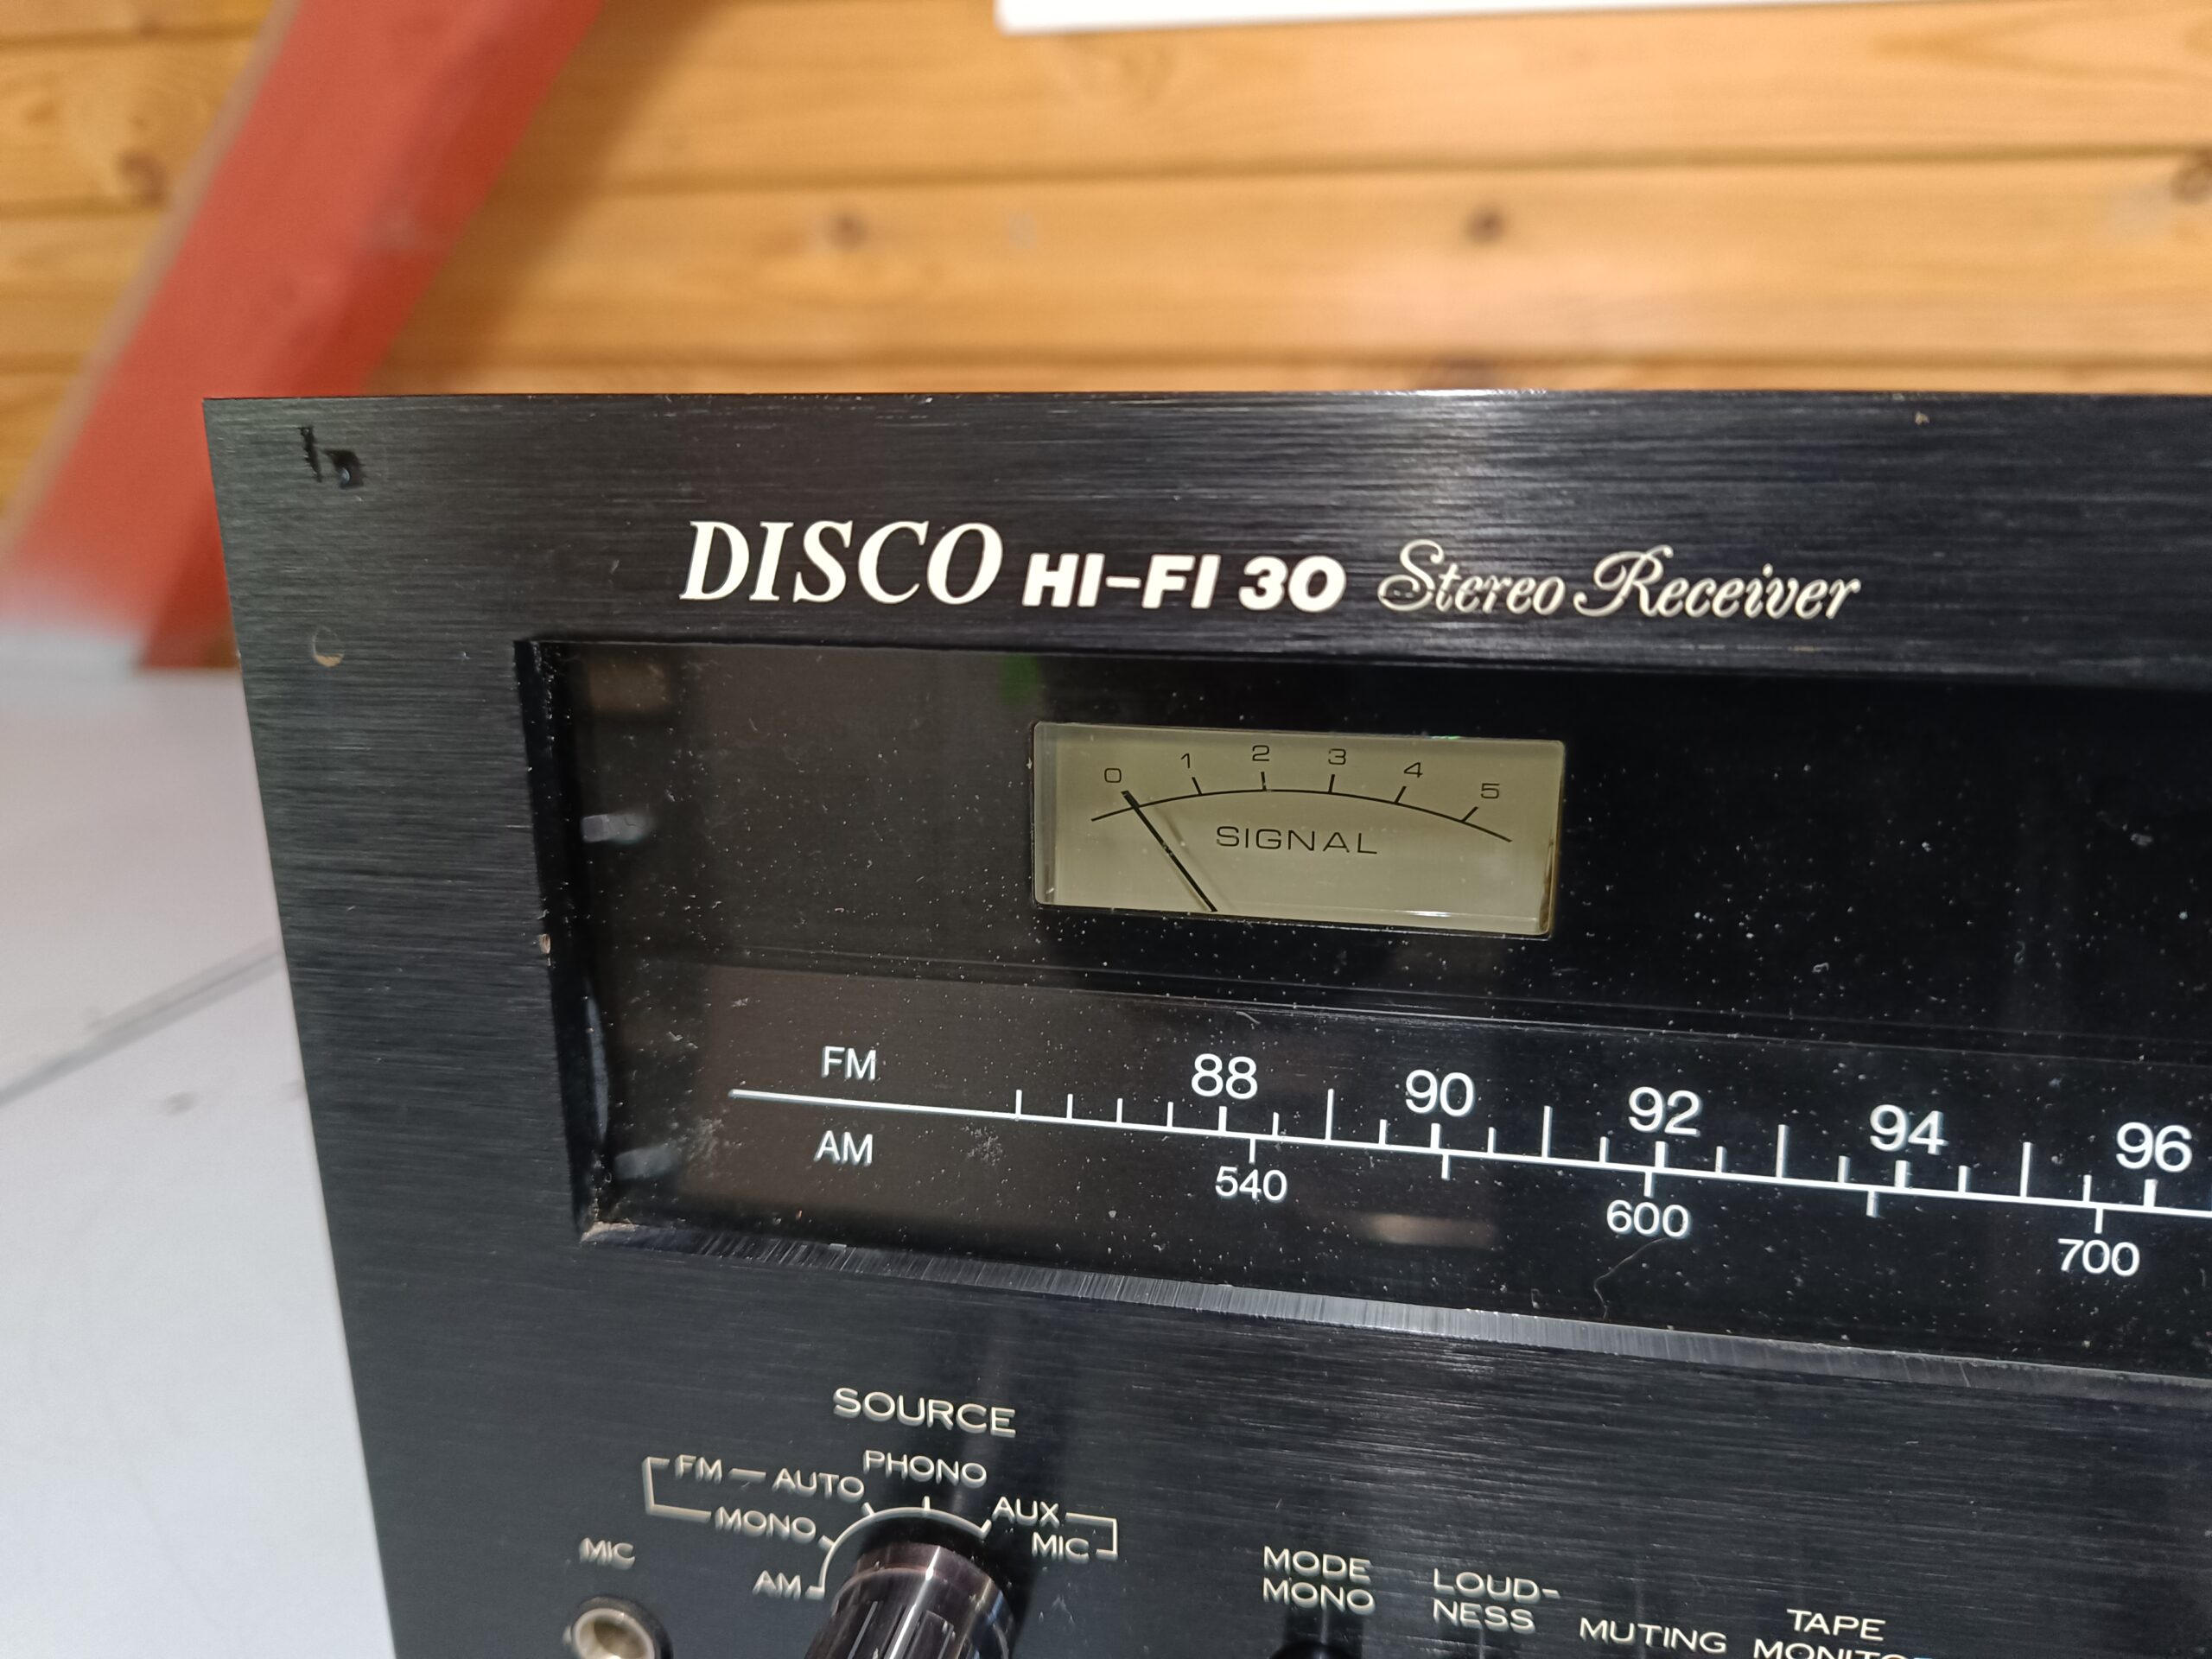 DISCO HI-FI 30 Stereo Receiver
0 1 2 3 4 5
SIGNAL
FM 88 90 92 94 96
AM 540 600 700
SOURCE
FM — AUTO PHONO AUX
MONO MIC
AM
MIC
MODE
MONO
LOUD-
NESS
MUTING
TAPE